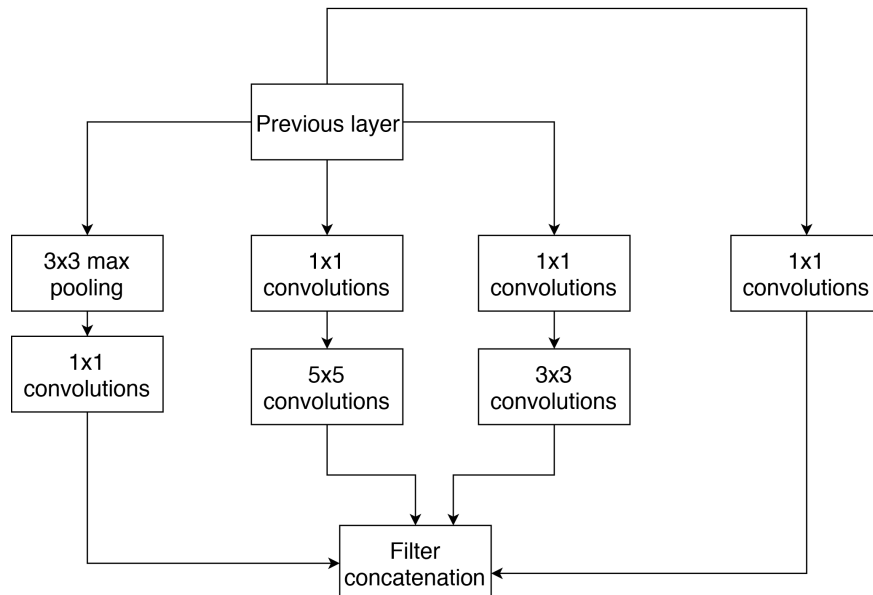 Previous layer
3x3 max
pooling
1x1
convolutions
1x1
convolutions
1x1
convolutions
1x1
convolutions
5x5
convolutions
3x3
convolutions
Filter
concatenation